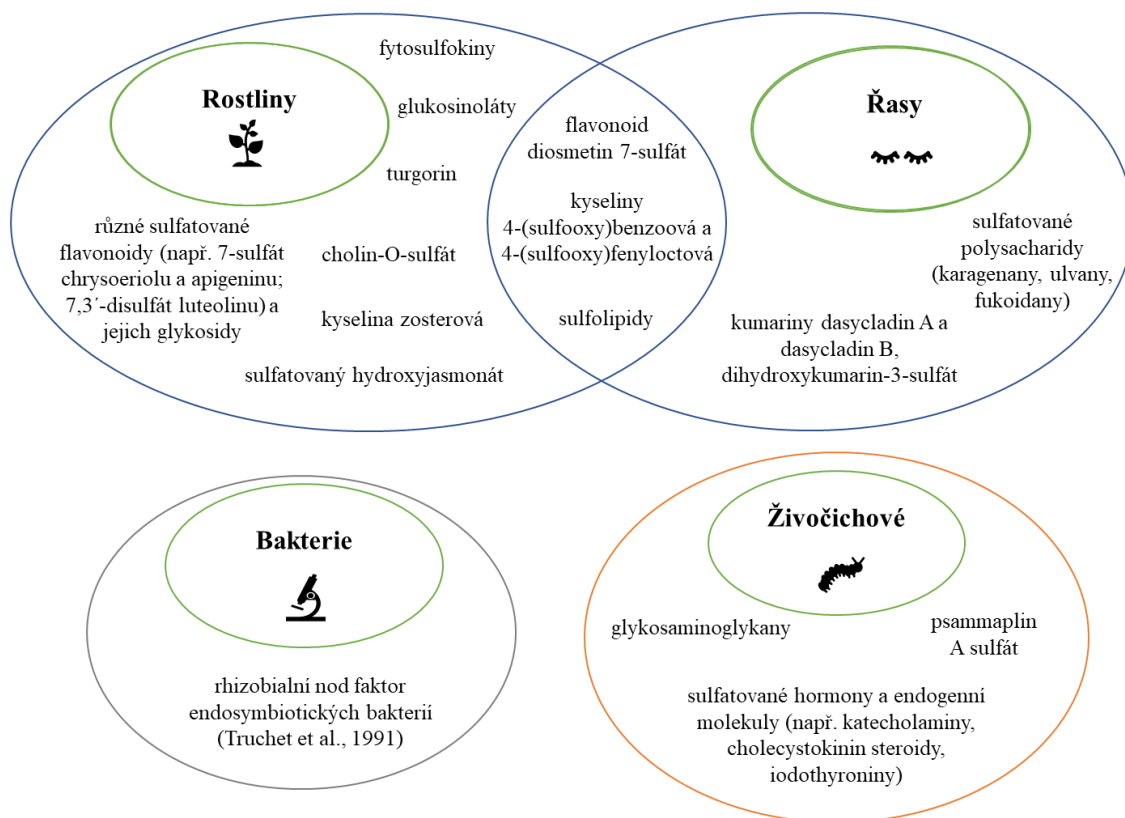 Rostliny
fytosulfokiny
glukosinoláty
turgorin
různé sulfatované
flavonoidy (např. 7-sulfát
chrysoeriolu a apigeninu;
7,3´-disulfát luteolinu) a
jejich glykosidy
cholin-O-sulfát
kyselina zosterová
sulfatovaný hydroxyjasmonát
flavonoid
diosmetin 7-sulfát
kyseliny
4-(sulfooxy)benzoová a
4-(sulfooxy)fenyloctová
sulfolipidy
Řasy
sulfatované
polysacharidy
(karagenany, ulvany,
fukoidany)
kumariny dasycladin A a
dasycladin B,
dihydroxykumarin-3-sulfát
Bakterie
rhizobialní nod faktor
endosymbiotických bakterií
(Truchet et al., 1991)
Živočichové
glykosaminoglykany
psammaplin
A sulfát
sulfatované hormony a endogenní
molekuly (např. katecholaminy,
cholecystokinin steroidy,
iodothyroniny)